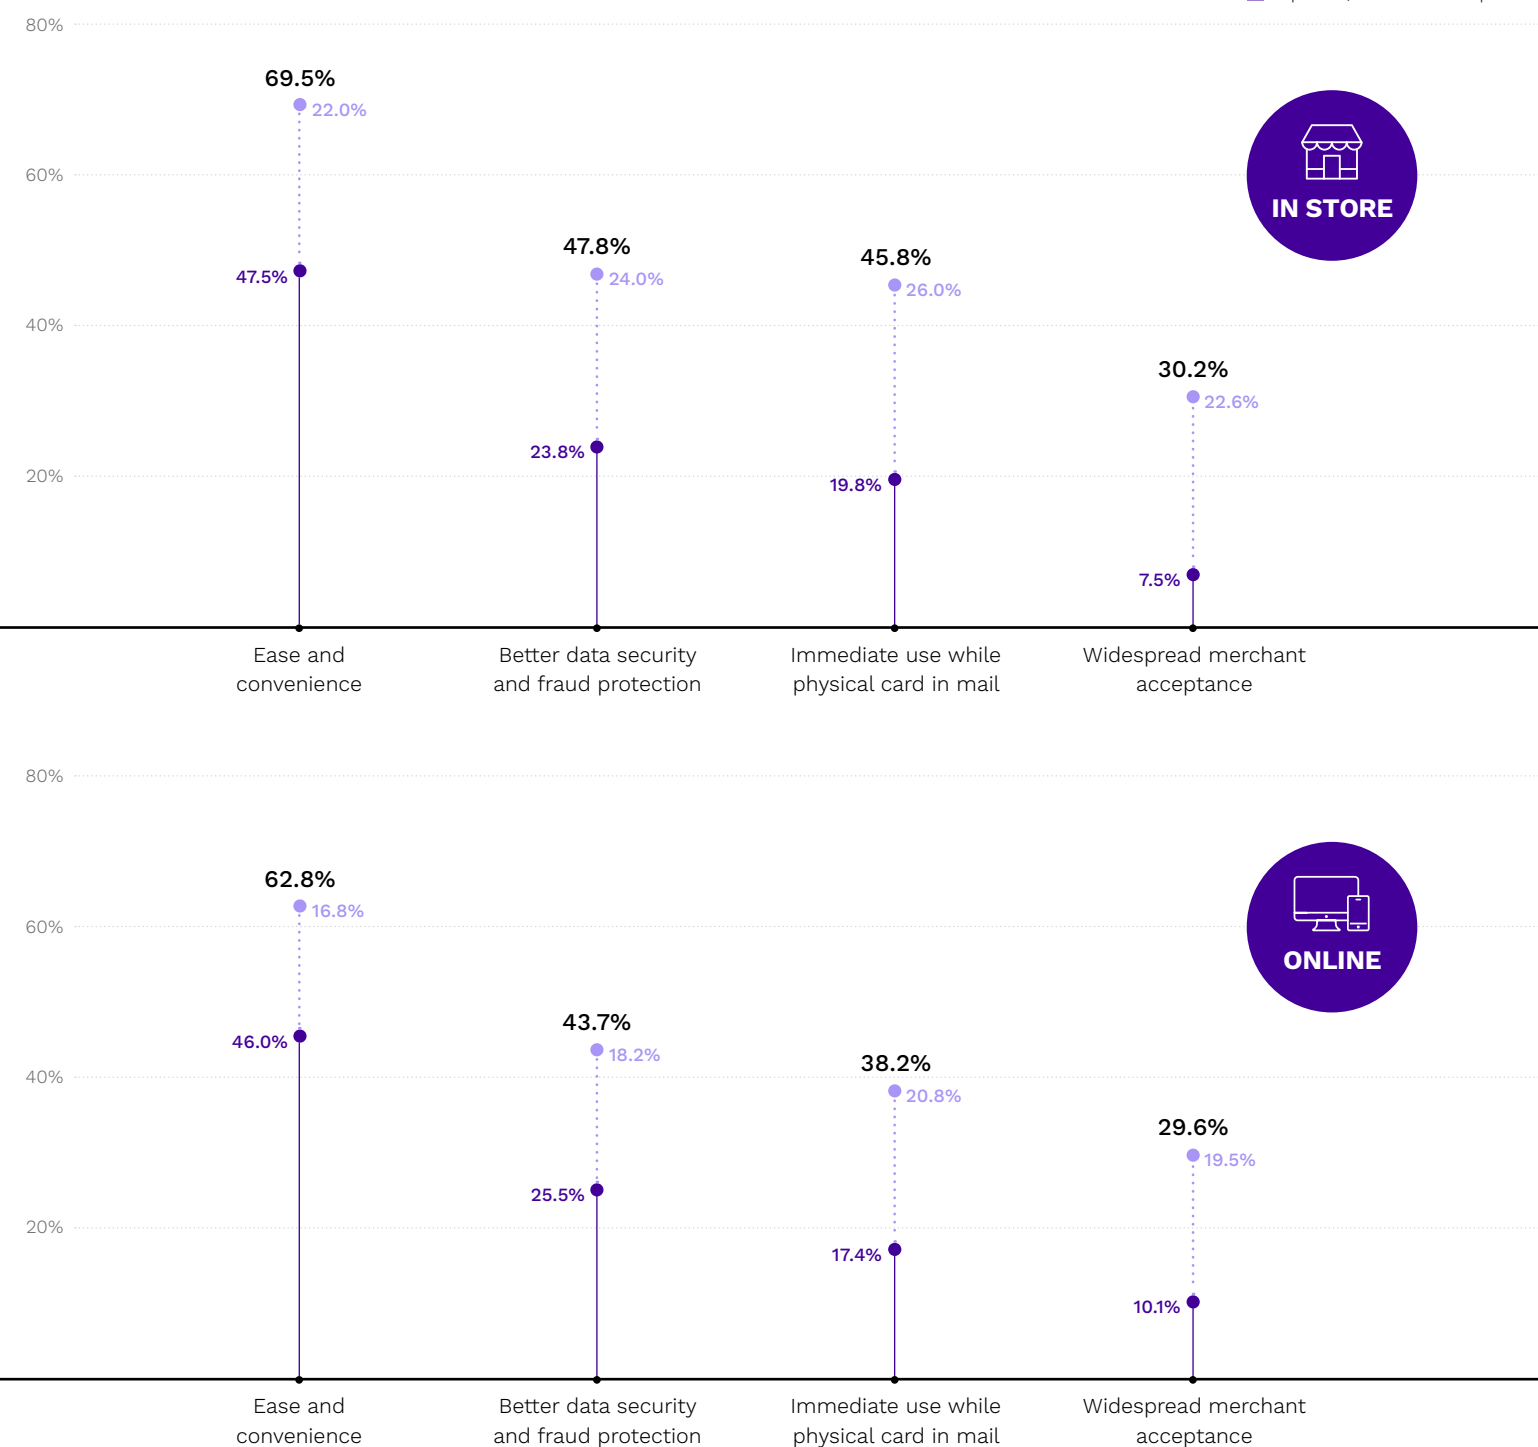 80%
69.5%
22.0%
60%
IN STORE
47.8%
45.8%
47.5%
24.0%
26.0%
40%
30.2%
22.6%
20%
23.8%
19.8%
7.5%
Ease and
convenience
Better data security
and fraud protection
Immediate use while
physical card in mail
Widespread merchant
acceptance
80%
62.8%
16.8%
60%
ONLINE
46.0%
43.7%
18.2%
40%
38.2%
20.8%
29.6%
19.5%
25.5%
20%
17.4%
10.1%
Ease and
convenience
Better data security
and fraud protection
Immediate use while
physical card in mail
Widespread merchant
acceptance